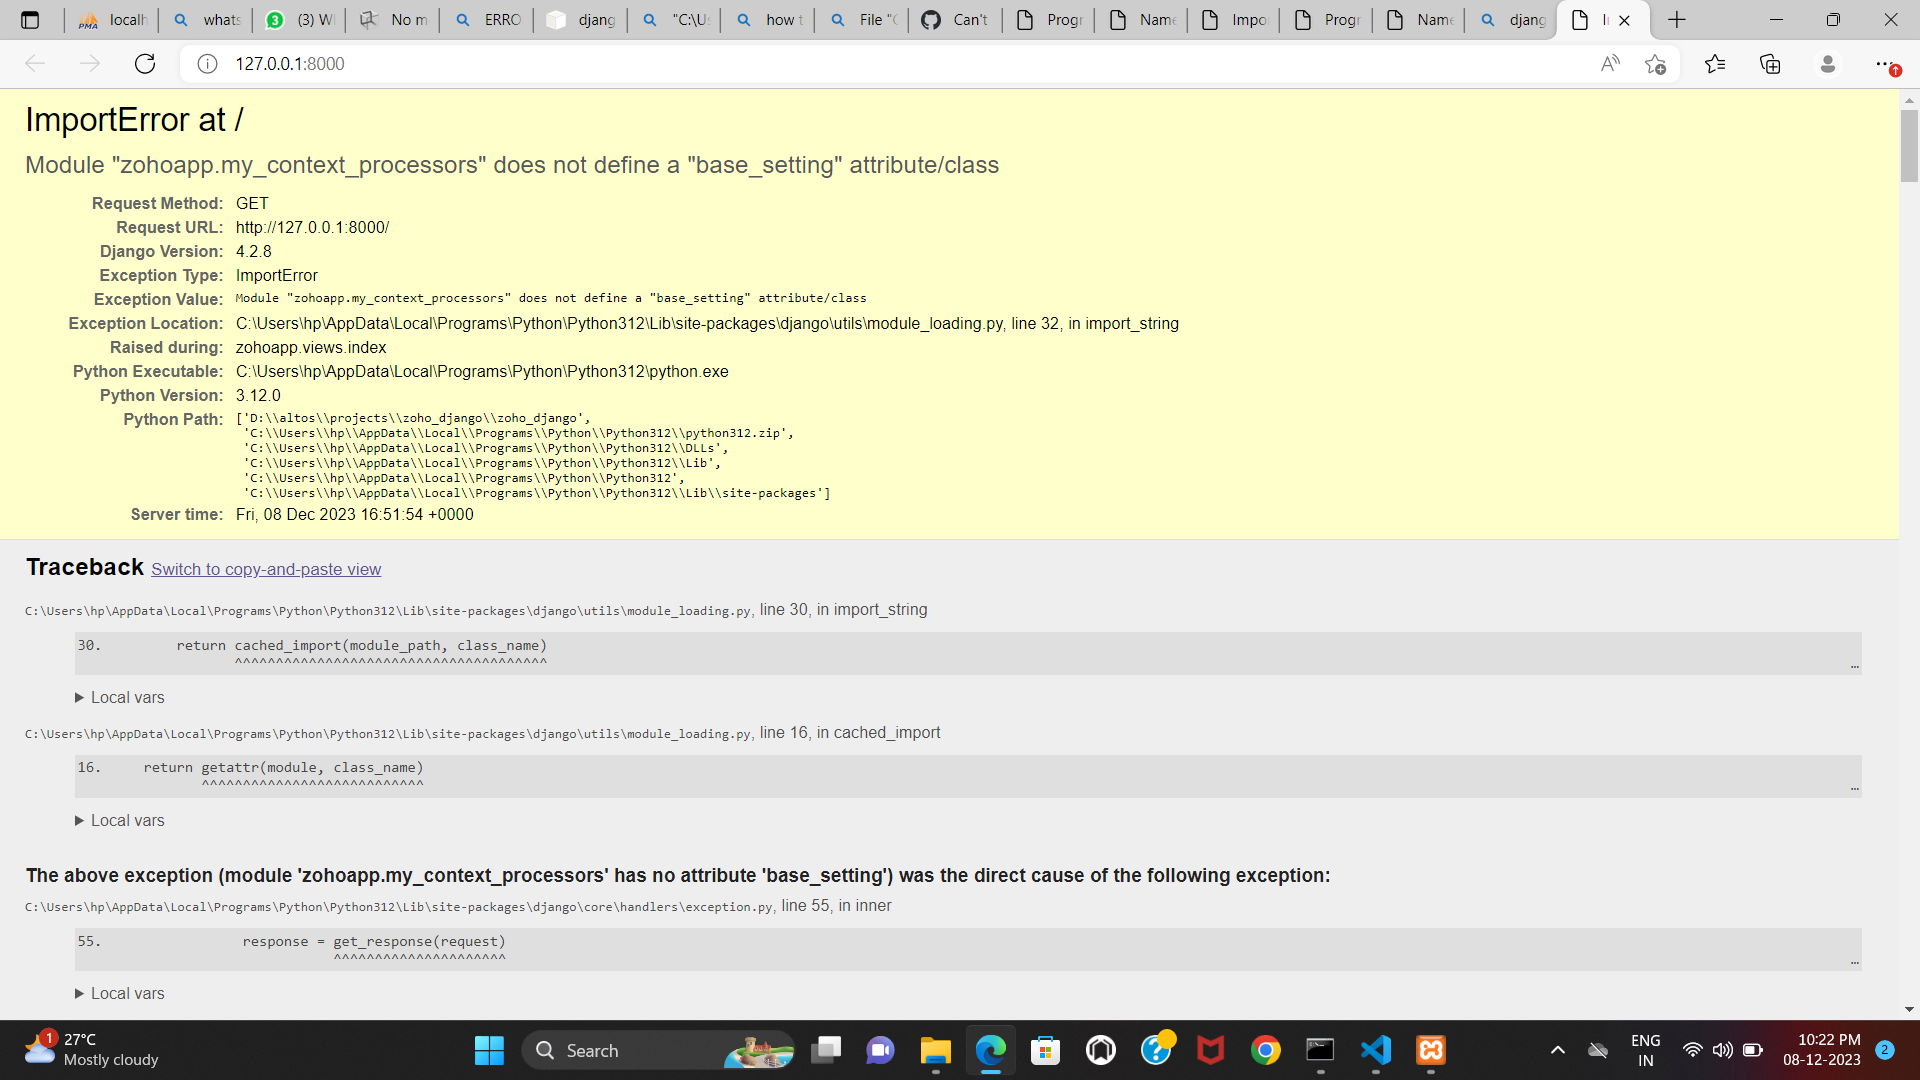 localh
whats
(3) W
No m
ERRO
djang
"C:\Us
how t
File "C
Can't
Progr
Name
Impo
Progr
Name
djang
127.0.0.1:8000
ImportError at /
Module "zohoapp.my_context_processors" does not define a "base_setting" attribute/class
Request Method: GET
Request URL: http://127.0.0.1:8000/
Django Version: 4.2.8
Exception Type: ImportError
Exception Value: Module "zohoapp.my_context_processors" does not define a "base_setting" attribute/class
Exception Location: C:\Users\hp\AppData\Local\Programs\Python\Python312\Lib\site-packages\django\utils\module_loading.py, line 32, in import_string
Raised during: zohoapp.views.index
Python Executable: C:\Users\hp\AppData\Local\Programs\Python\Python312\python.exe
Python Version: 3.12.0
Python Path: ['D:\\altos\\projects\\zoho_django\\zoho_django',
'C:\\Users\\hp\\AppData\\Local\\Programs\\Python\\Python312\\python312.zip',
'C:\\Users\\hp\\AppData\\Local\\Programs\\Python\\Python312\\DLLs',
'C:\\Users\\hp\\AppData\\Local\\Programs\\Python\\Python312\\Lib',
'C:\\Users\\hp\\AppData\\Local\\Programs\\Python\\Python312',
'C:\\Users\\hp\\AppData\\Local\\Programs\\Python\\Python312\\Lib\\site-packages']
Server time: Fri, 08 Dec 2023 16:51:54 +0000
Traceback Switch to copy-and-paste view
C:\Users\hp\AppData\Local\Programs\Python\Python312\Lib\site-packages\django\utils\module_loading.py, line 30, in import_string
30. return cached_import(module_path, class_name)
^^^^^^^^^^^^^^^^^^^^^^^^^^^^^^^^^^^^^^
…
Local vars
C:\Users\hp\AppData\Local\Programs\Python\Python312\Lib\site-packages\django\utils\module_loading.py, line 16, in cached_import
16. return getattr(module, class_name)
^^^^^^^^^^^^^^^^^^^^^^^^^^^
…
Local vars
The above exception (module 'zohoapp.my_context_processors' has no attribute 'base_setting') was the direct cause of the following exception:
C:\Users\hp\AppData\Local\Programs\Python\Python312\Lib\site-packages\django\core\handlers\exception.py, line 55, in inner
55. response = get_response(request)
^^^^^^^^^^^^^^^^^^^^^
…
Local vars
1
27°C
Mostly cloudy
Search
ENG
IN
10:22 PM
08-12-2023
2